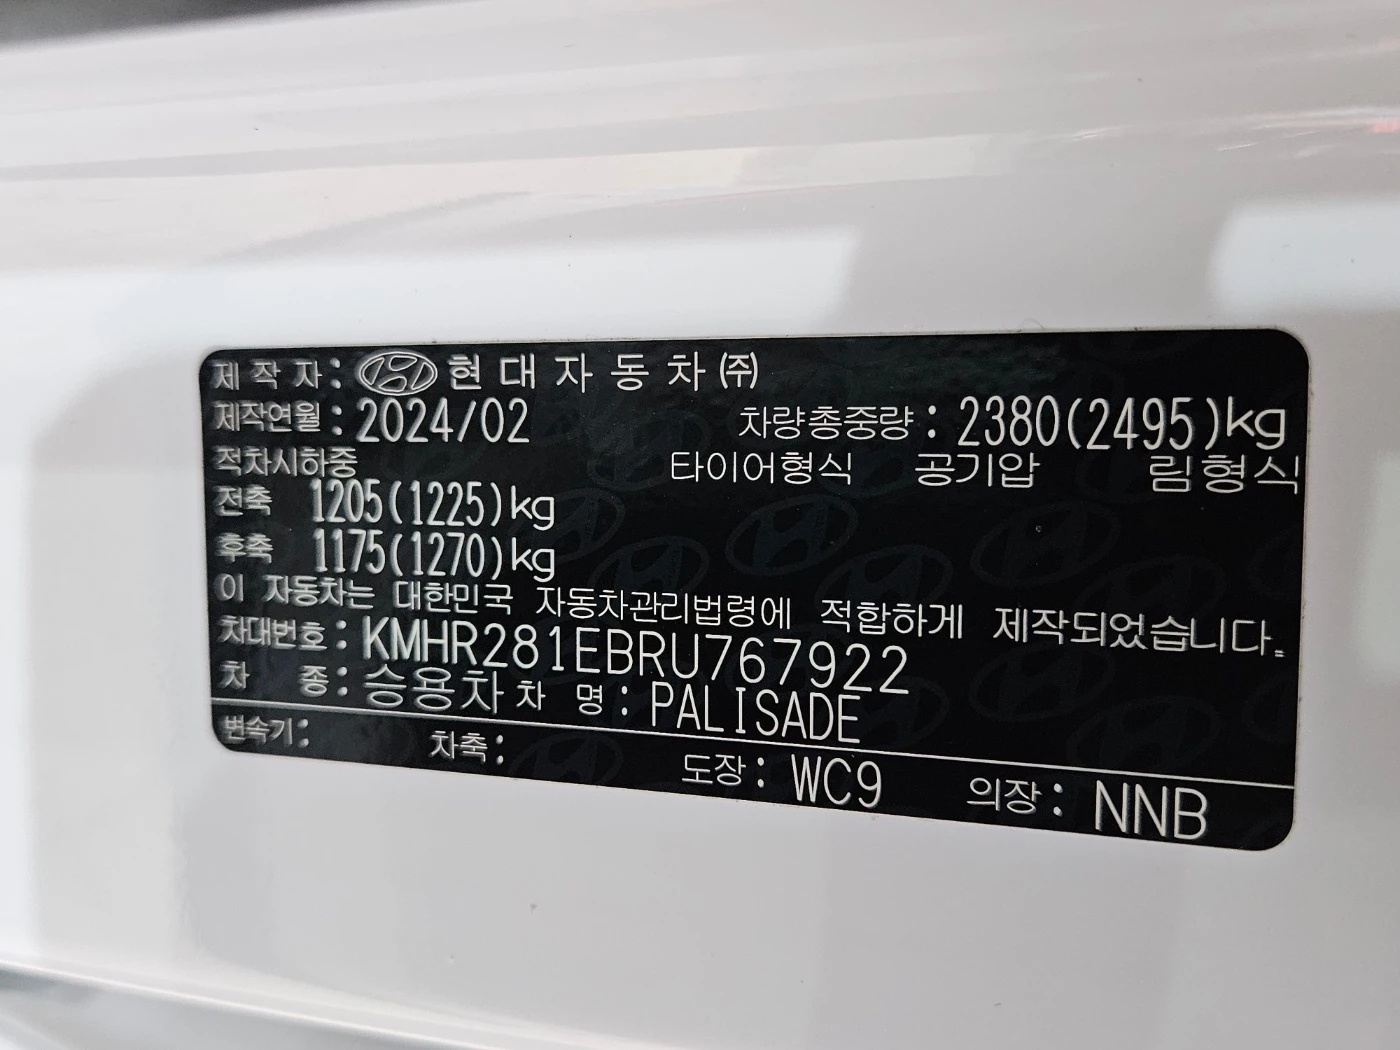 제 작 자 : 현 대 자 동 차 ㈜
제작연월 : 2024/02 차량총중량 : 2380(2495)kg
적차시하중 타이어형식 공기압 림형식
전축 1205(1225)kg
후축 1175(1270)kg
이 자동차는 대한민국 자동차관리법령에 적합하게 제작되었습니다.
차대번호 : KMHR281EBRU767922
차 종 : 승용차 차 명 : PALISADE
변속기 : 차축 : 도장 : WC9 의장 : NNB